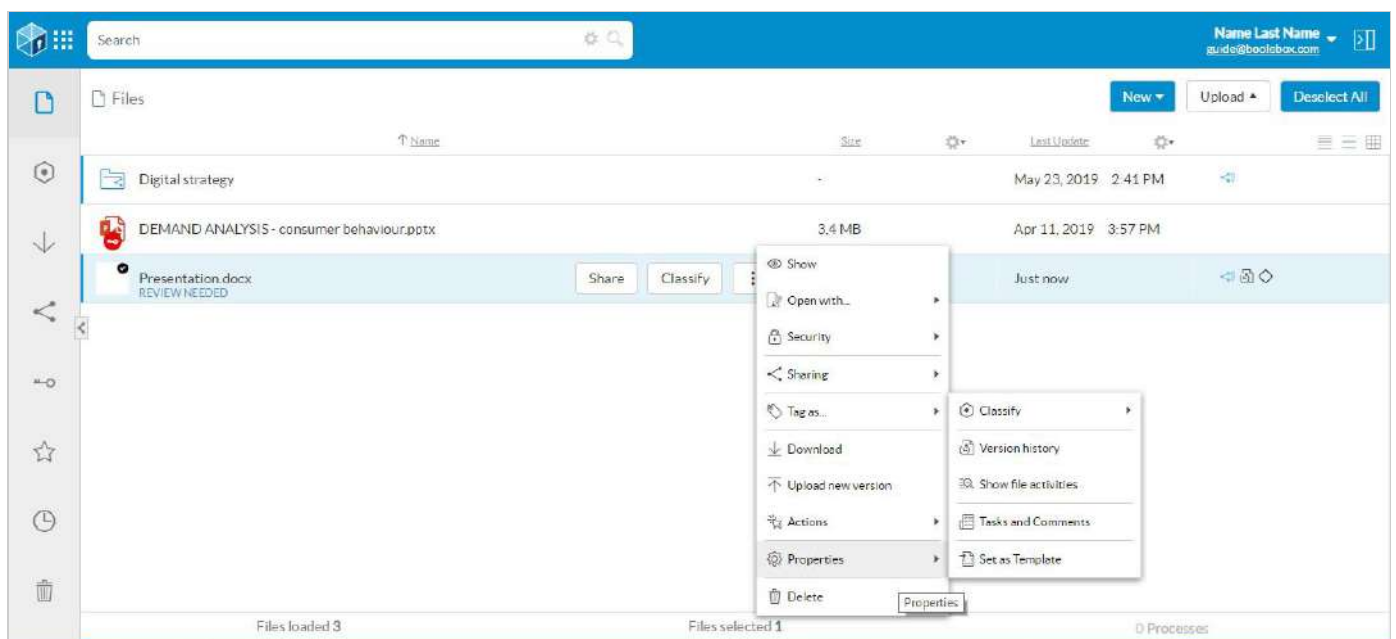 Search
Name Last Name
guide@boolebox.com
Files
New
Upload
Deselect All
Name
Size
Last Update
Digital strategy
-
May 23, 2019 2:41 PM
DEMAND ANALYSIS - consumer behaviour.pptx
3,4 MB
Apr 11, 2019 3:57 PM
Presentation.docx
REVIEW NEEDED
Share
Classify
Just now
Show
Open with...
Security
Sharing
Tag as...
Download
Upload new version
Actions
Properties
Delete
Classify
Version history
Show file activities
Tasks and Comments
Set as Template
Properties
Files loaded 3
Files selected 1
0 Processes